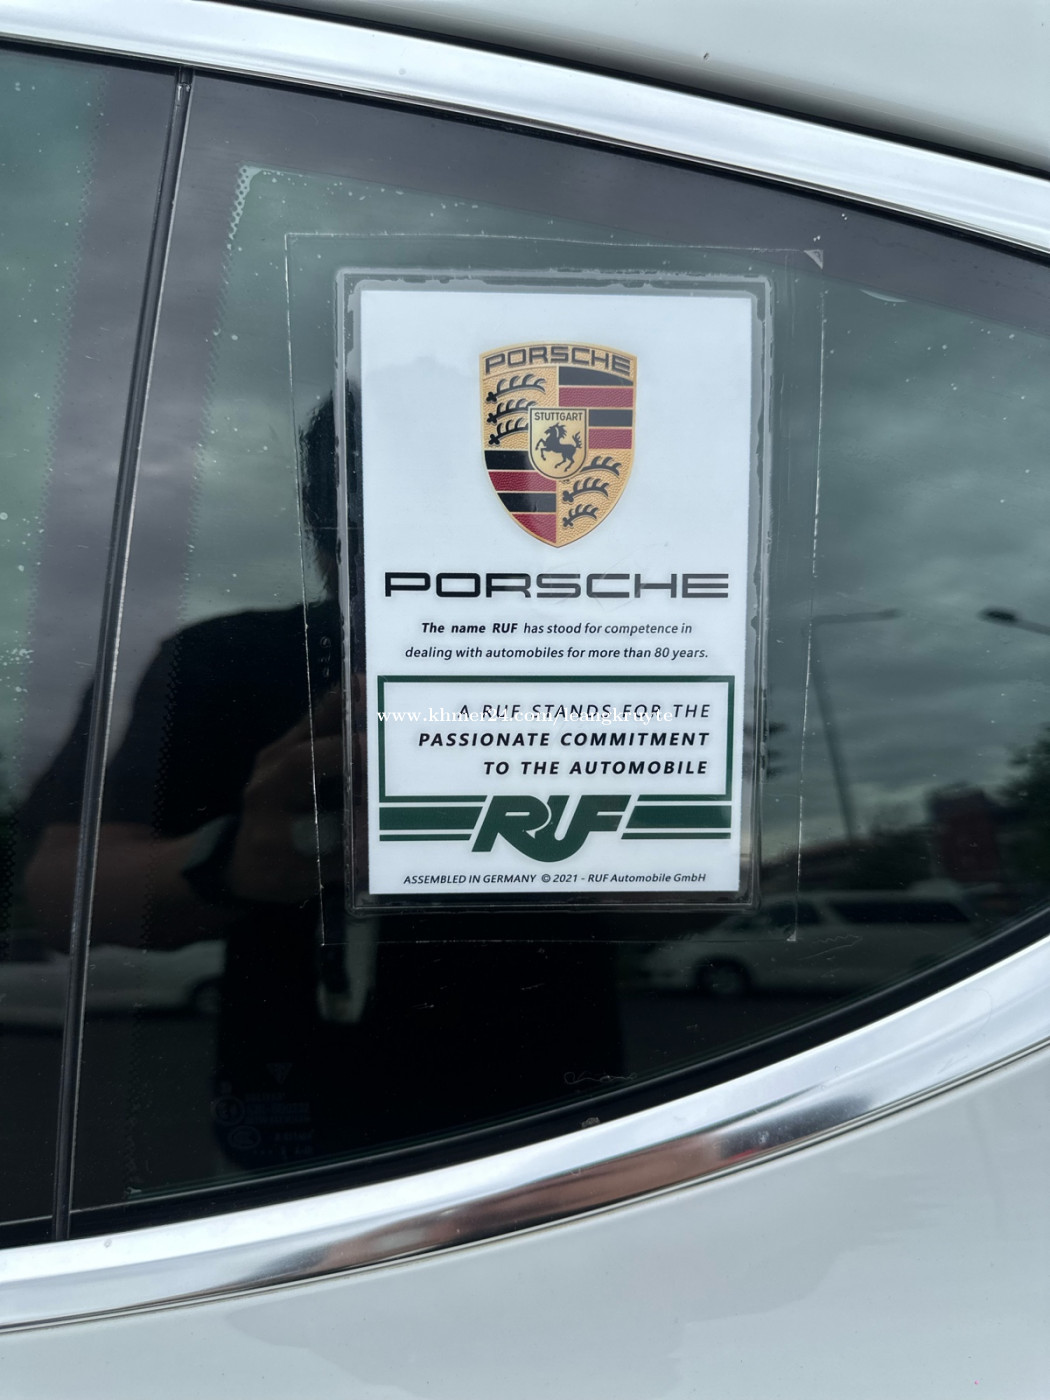 PORSCHE
STUTTGART
PORSCHE
The name RUF has stood for competence in
dealing with automobiles for more than 80 years.
A RUF STANDS FOR THE
www.khmer24.com/leangkruyte
PASSIONATE COMMITMENT
TO THE AUTOMOBILE
RUF
ASSEMBLED IN GERMANY © 2021 - RUF Automobile GmbH